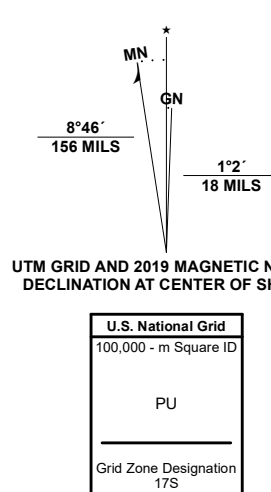 ★
MN
GN
8°46´
156 MILS
1°2´
18 MILS
UTM GRID AND 2019 MAGNETIC
DECLINATION AT CENTER OF
U.S. National Grid
100,000 - m Square ID
PU
Grid Zone Designation
17S